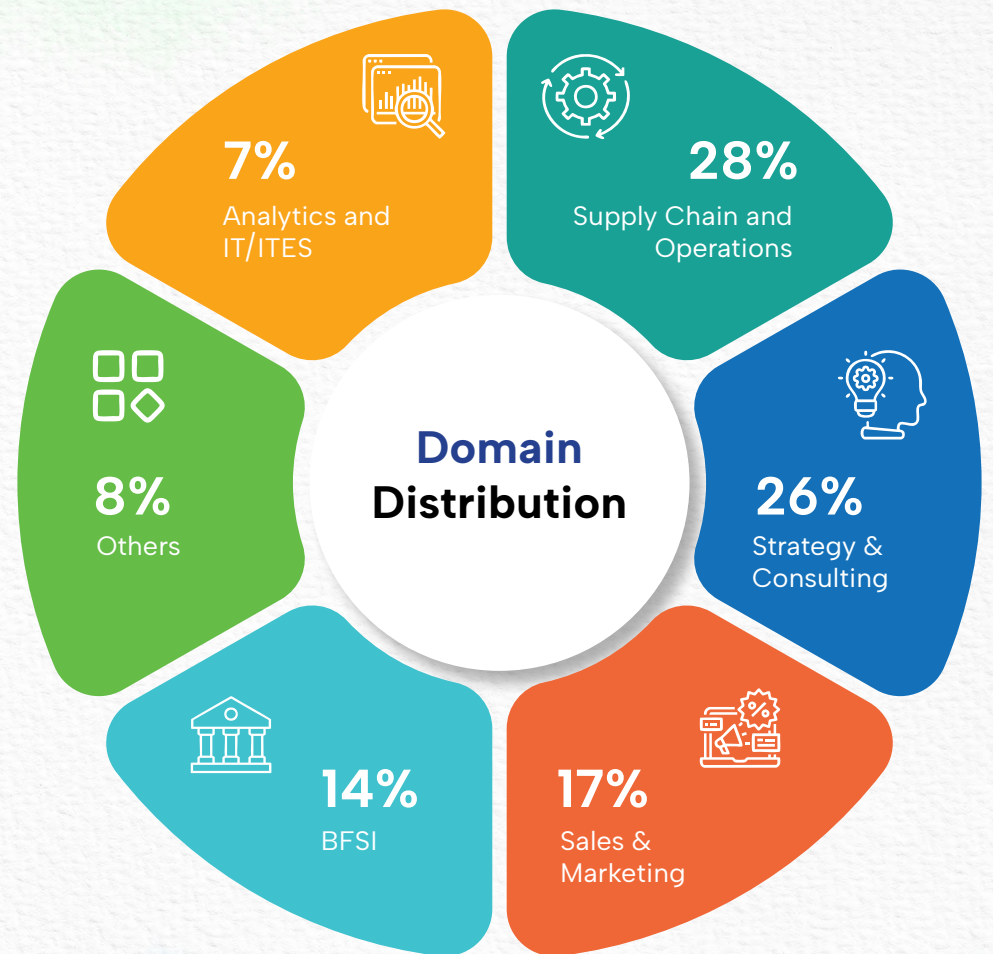 Domain
Distribution
28%
Supply Chain and
Operations
26%
Strategy &
Consulting
17%
Sales &
Marketing
14%
BFSI
8%
Others
7%
Analytics and
IT/ITES
%